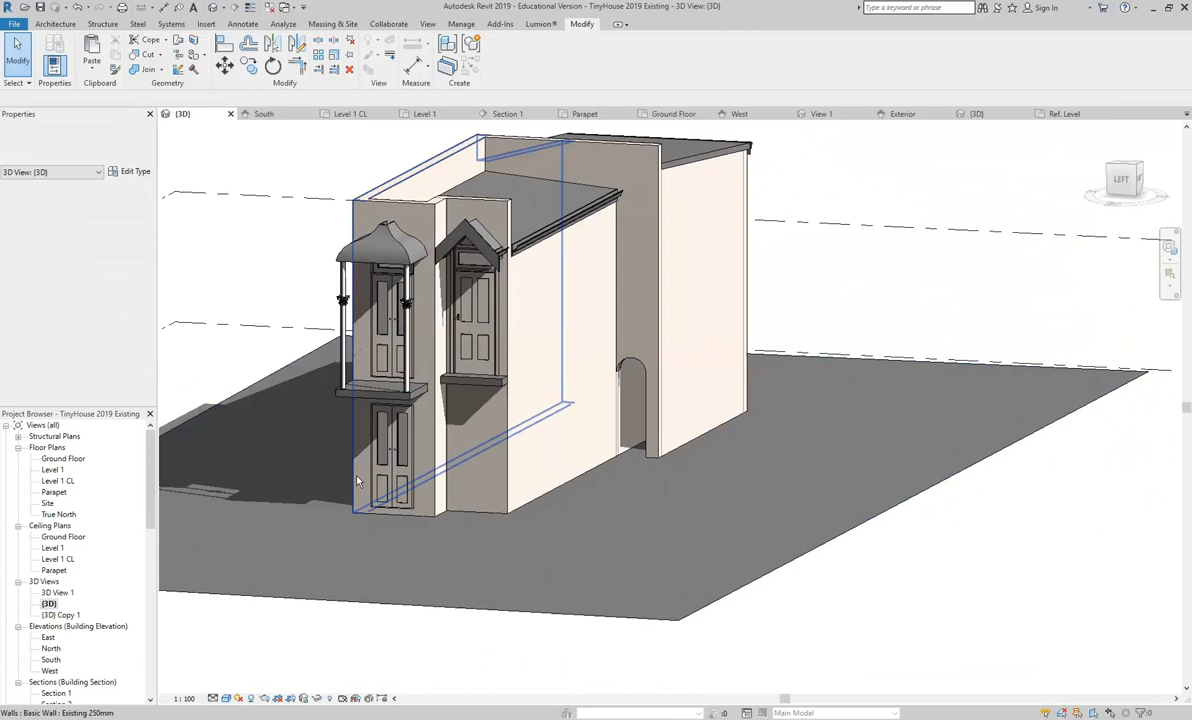 Autodesk Revit 2019 - Educational Version - TinyHouse 2019 Existing - 3D View: {3D}
Type a keyword or phrase
Sign In
File Architecture Structure Steel Systems Insert Annotate Analyze Massing & Site Collaborate View Manage Add-Ins Lumion® Modify
Modify
Paste
Cope
Cut
Join
Select Properties Clipboard Geometry Modify View Measure Create
Properties
{3D} South Level 1 CL Level 1 Section 1 Parapet Ground Floor West View 1 Exterior {3D} Ref. Level
3D View: {3D}
Edit Type
LEFT
Project Browser - TinyHouse 2019 Existing
Views (all)
Structural Plans
Floor Plans
Ground Floor
Level 1
Level 1 CL
Parapet
Site
True North
Ceiling Plans
Ground Floor
Level 1
Level 1 CL
Parapet
3D Views
3D View 1
{3D}
{3D} Copy 1
Elevations (Building Elevation)
East
North
South
West
Sections (Building Section)
Section 1
1 : 100
Walls : Basic Wall : Existing 250mm
:0
Main Model
:0